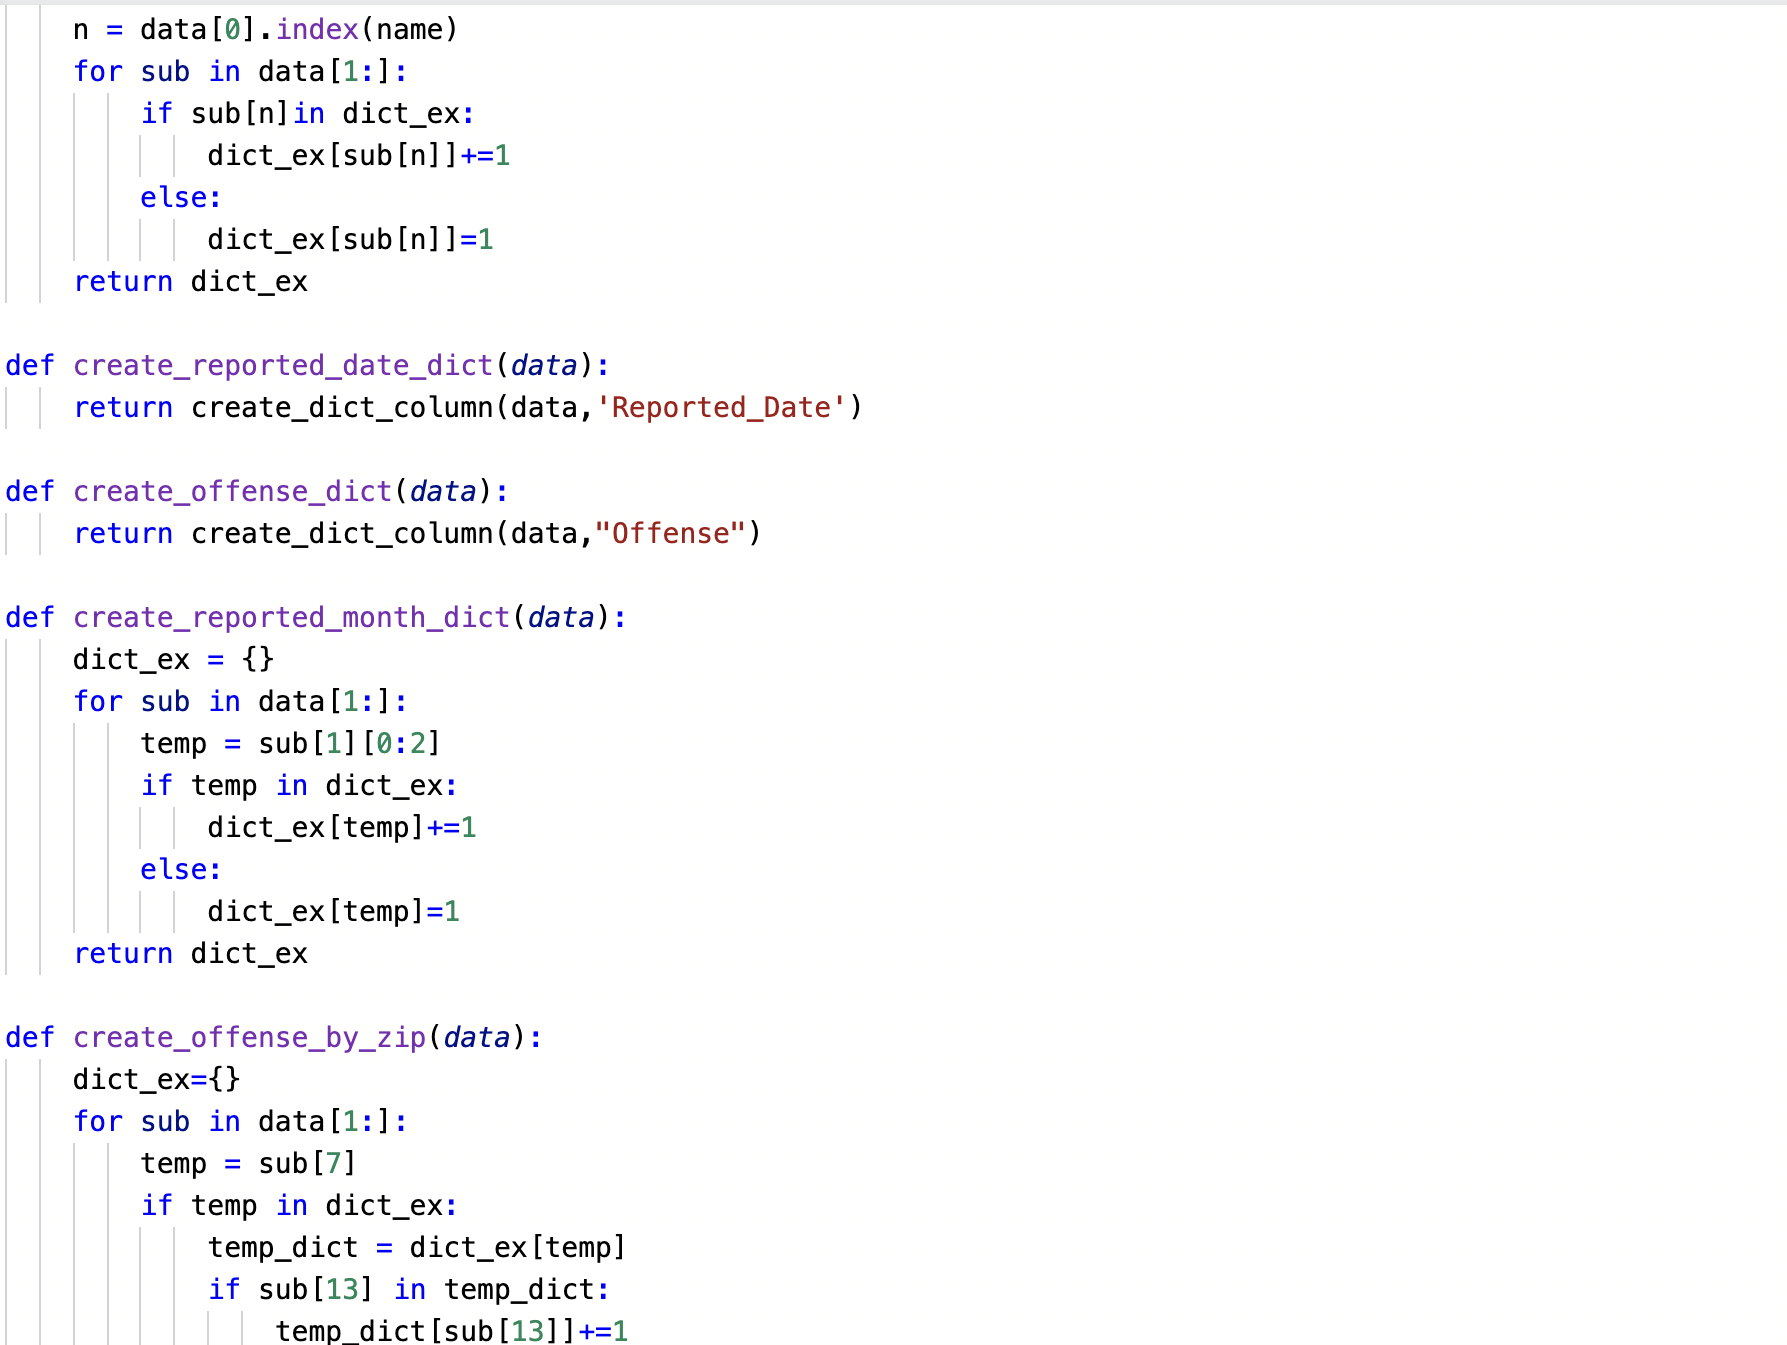 n = data[0].index(name)
for sub in data[1:]:
if sub[n]in dict_ex:
dict_ex[sub[n]]+=1
else:
dict_ex[sub[n]]=1
return dict_ex
def create_reported_date_dict(data):
return create_dict_column(data,'Reported_Date')
def create_offense_dict(data):
return create_dict_column(data,"Offense")
def create_reported_month_dict(data):
dict_ex = {}
for sub in data[1:]:
temp = sub[1][0:2]
if temp in dict_ex:
dict_ex[temp]+=1
else:
dict_ex[temp]=1
return dict_ex
def create_offense_by_zip(data):
dict_ex={}
for sub in data[1:]:
temp = sub[7]
if temp in dict_ex:
temp_dict = dict_ex[temp]
if sub[13] in temp_dict:
temp_dict[sub[13]]+=1